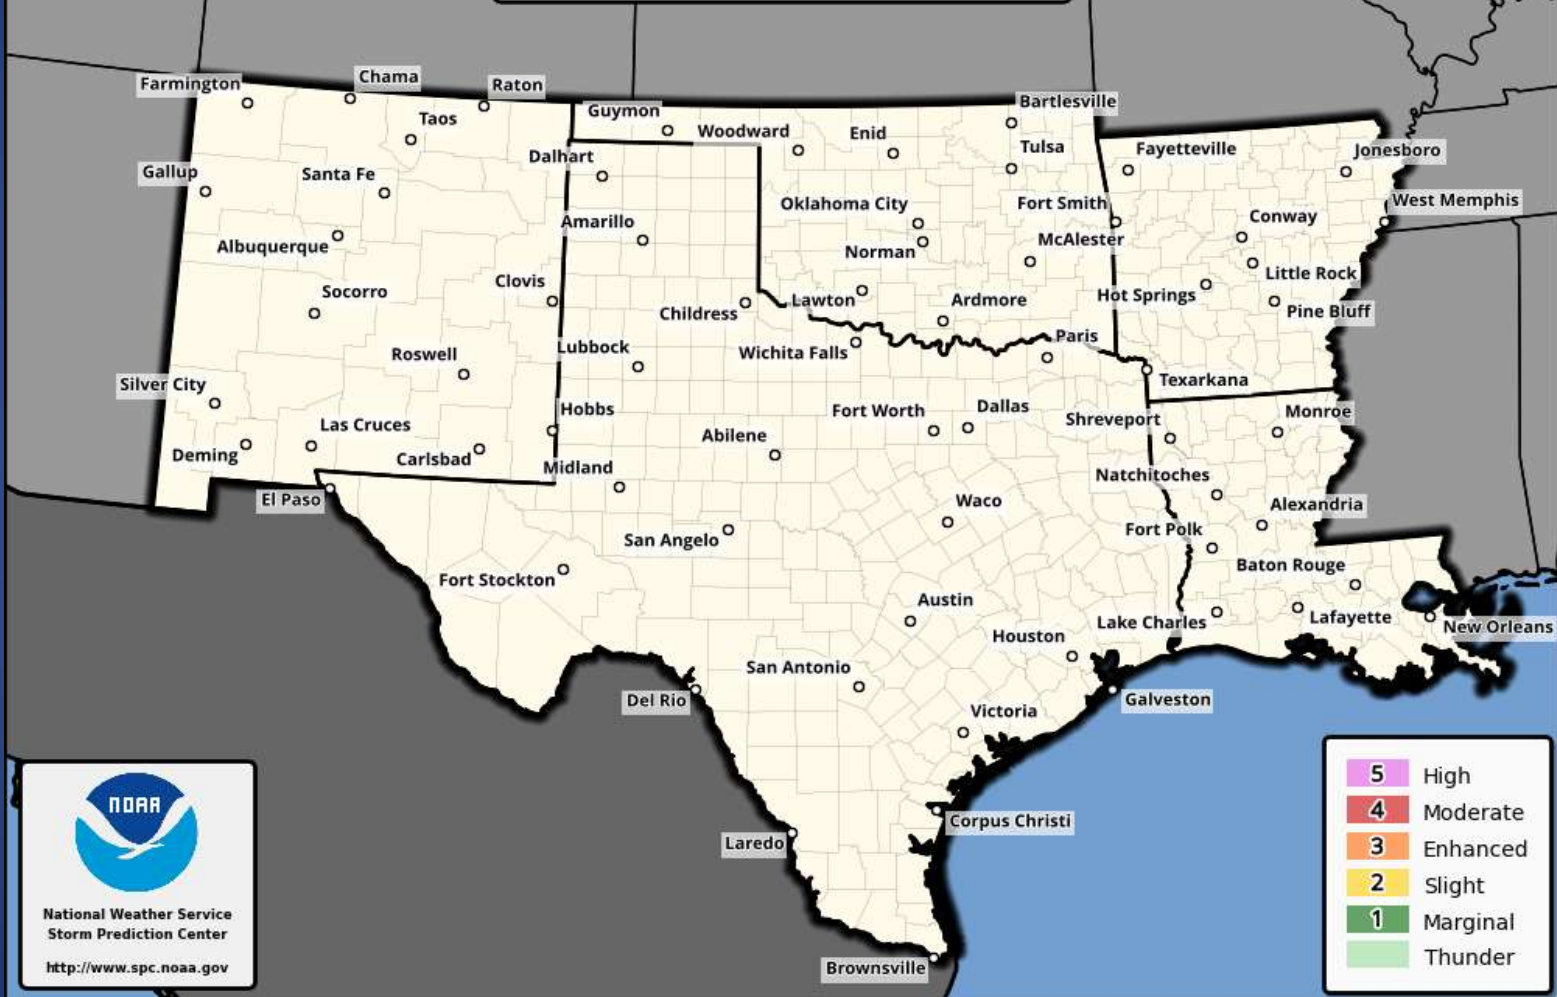 Farmington
Chama
Raton
Taos
Guymon
Woodward
Enid
Bartlesville
Tulsa
Fayetteville
Jonesboro
Gallup
Santa Fe
Dalhart
Oklahoma City
Fort Smith
West Memphis
Amarillo
Conway
Albuquerque
Norman
McAlester
Little Rock
Socorro
Clovis
Childress
Lawton
Ardmore
Hot Springs
Pine Bluff
Roswell
Lubbock
Wichita Falls
Paris
Silver City
Texarkana
Las Cruces
Hobbs
Fort Worth
Dallas
Shreveport
Monroe
Deming
Carlsbad
Midland
Abilene
Natchitoches
El Paso
Waco
Alexandria
San Angelo
Fort Polk
Fort Stockton
Baton Rouge
Austin
Lake Charles
Lafayette
New Orleans
Houston
San Antonio
Del Rio
Victoria
Galveston
Corpus Christi
Laredo
Brownsville
NOAA
National Weather Service
Storm Prediction Center
http://www.spc.noaa.gov
5 High
4 Moderate
3 Enhanced
2 Slight
1 Marginal
Thunder